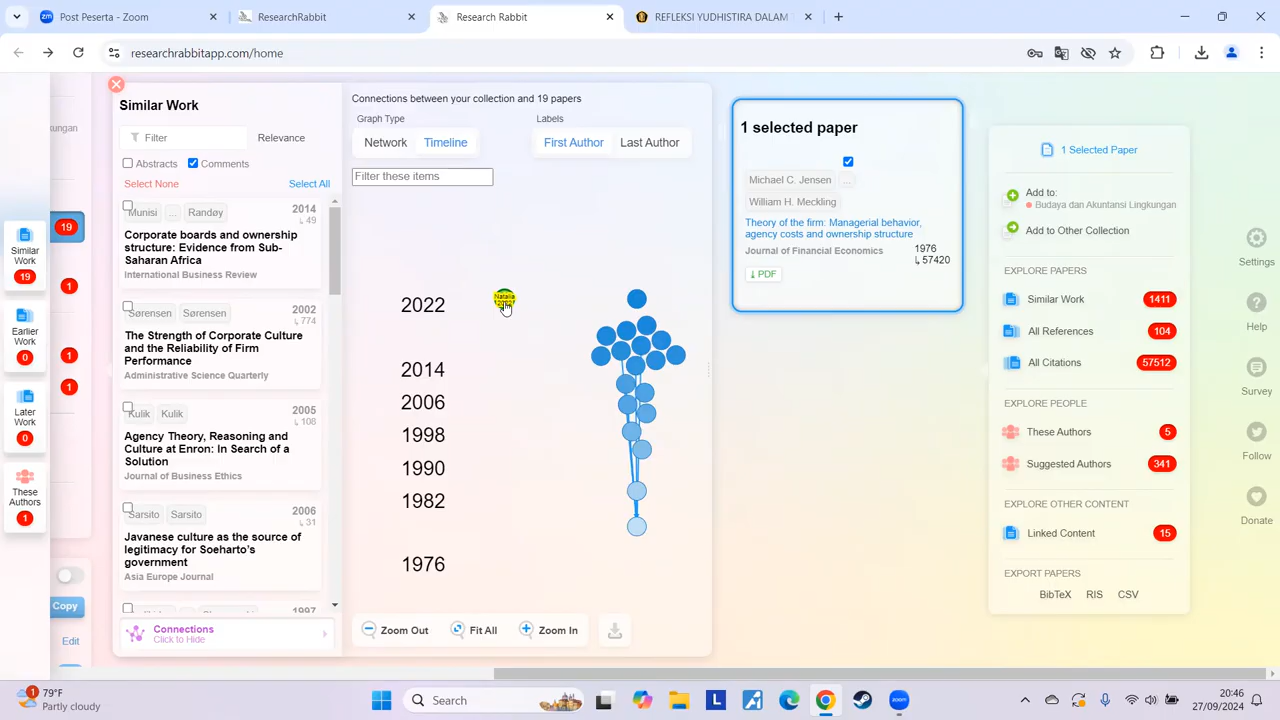 Post Peserta - Zoom
ResearchRabbit
Research Rabbit
REFLEKSI YUDHISTIRA DALAM
researchrabbitapp.com/home
kungan
19
1
1
1
Copy
Edit
Similar Work
19
Earlier Work
0
Later Work
0
These Authors
1
Similar Work
Filter
Relevance
Abstracts
Comments
Select None
Select All
Munisi
...
Randøy
2014
49
Corporate boards and ownership
structure: Evidence from Sub-
Saharan Africa
International Business Review
Sørensen
Sørensen
2002
774
The Strength of Corporate Culture
and the Reliability of Firm
Performance
Administrative Science Quarterly
Kulik
Kulik
2005
108
Agency Theory, Reasoning and
Culture at Enron: In Search of a
Solution
Journal of Business Ethics
Sarsito
Sarsito
2006
31
Javanese culture as the source of
legitimacy for Soeharto's
government
Asia Europe Journal
1997
Connections
Click to Hide
Connections between your collection and 19 papers
Graph Type
Labels
Network
Timeline
First Author
Last Author
Filter these items
2022
Natalia
2014
2006
1998
1990
1982
1976
Zoom Out
Fit All
Zoom In
1 selected paper
Michael C. Jensen
...
William H. Meckling
Theory of the firm: Managerial behavior,
agency costs and ownership structure
Journal of Financial Economics
1976
57420
PDF
1 Selected Paper
Add to:
Budaya dan Akuntansi Lingkungan
Add to Other Collection
EXPLORE PAPERS
Similar Work
1411
All References
104
All Citations
57512
EXPLORE PEOPLE
These Authors
5
Suggested Authors
341
EXPLORE OTHER CONTENT
Linked Content
15
EXPORT PAPERS
BibTeX
RIS
CSV
Settings
Help
Survey
Follow
Donate
1
79°F
Partly cloudy
Search
20:46
27/09/2024